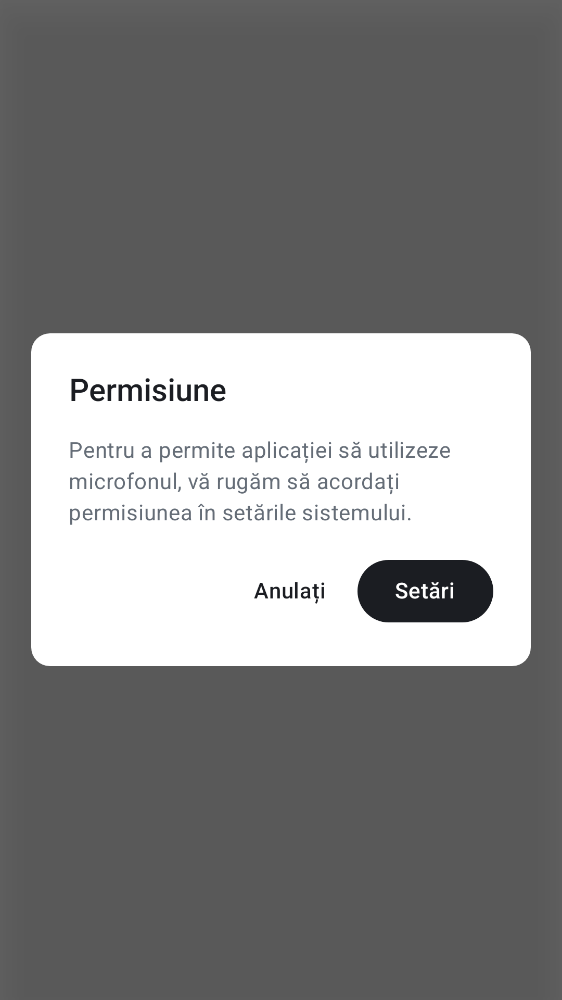 Permisiune
Pentru a permite aplicației să utilizeze
microfonul, vă rugăm să acordați
permisiunea în setările sistemului.
Anulați
Setări